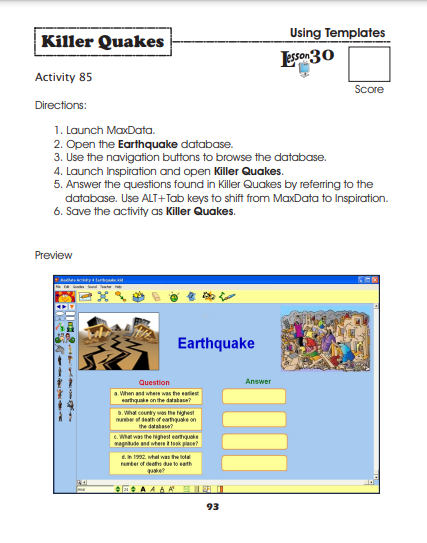 Using Templates
Killer Quakes
Lesson 30
Activity 85
Score
Directions:
1. Launch MaxData.
2. Open the Earthquake database.
3. Use the navigation buttons to browse the database.
4. Launch Inspiration and open Killer Quakes.
5. Answer the questions found in Killer Quakes by referring to the
database. Use ALT+Tab keys to shift from MaxData to Inspiration.
6. Save the activity as Killer Quakes.
Preview
File Edit Goodies Sound Teacher Help
Earthquake
Question
Answer
a. When and where was the earliest
earthquake on the database?
b. What country was the highest
number of death of earthquake on
the database?
c. What was the highest earthquake
magnitude and where it took place?
d. In 1992, what was the total
number of deaths due to earth
quake?
93